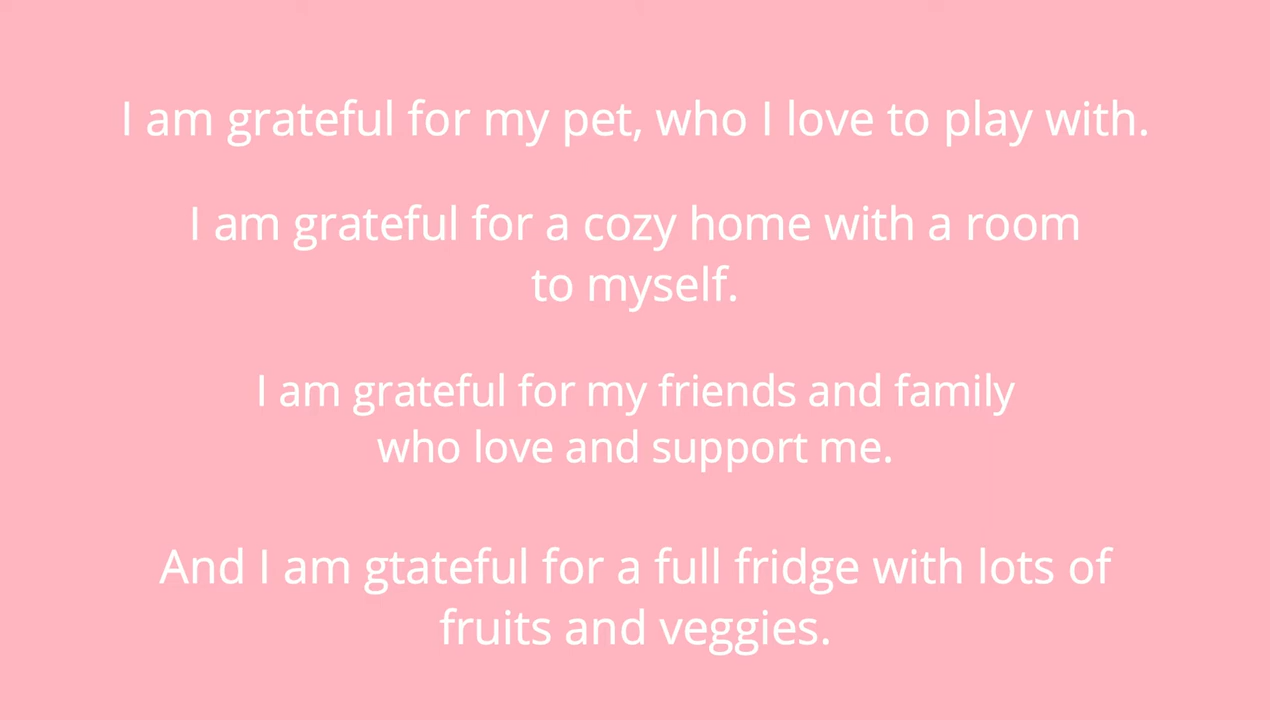 I am grateful for my pet, who I love to play with.
I am grateful for a cozy home with a room
to myself.
I am grateful for my friends and family
who love and support me.
And I am gtateful for a full fridge with lots of
fruits and veggies.